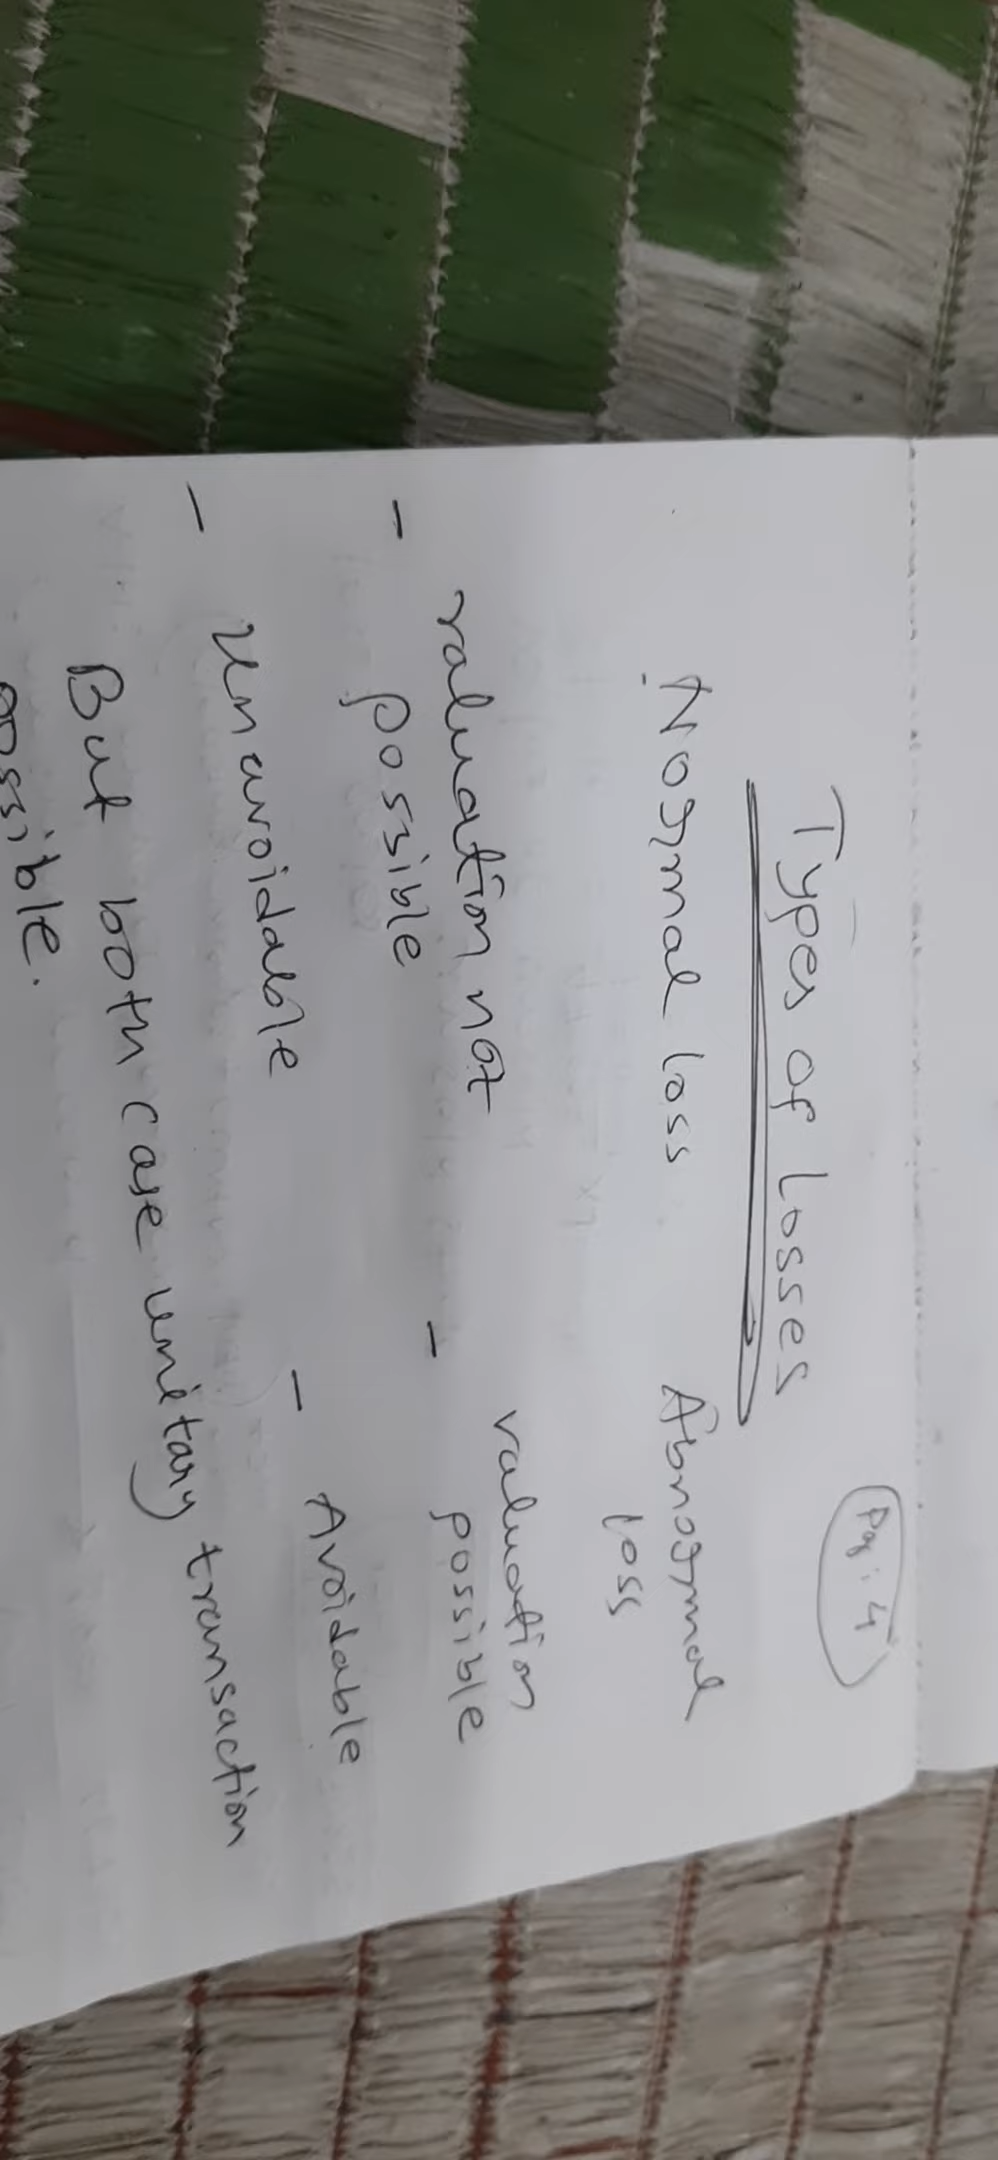 Pg: 4
Types of Losses
Normal loss
Abnormal
loss
- valuation not
possible
- valuation
possible
- Unavoidable
- Avoidable
But both case unitary transaction
possible.